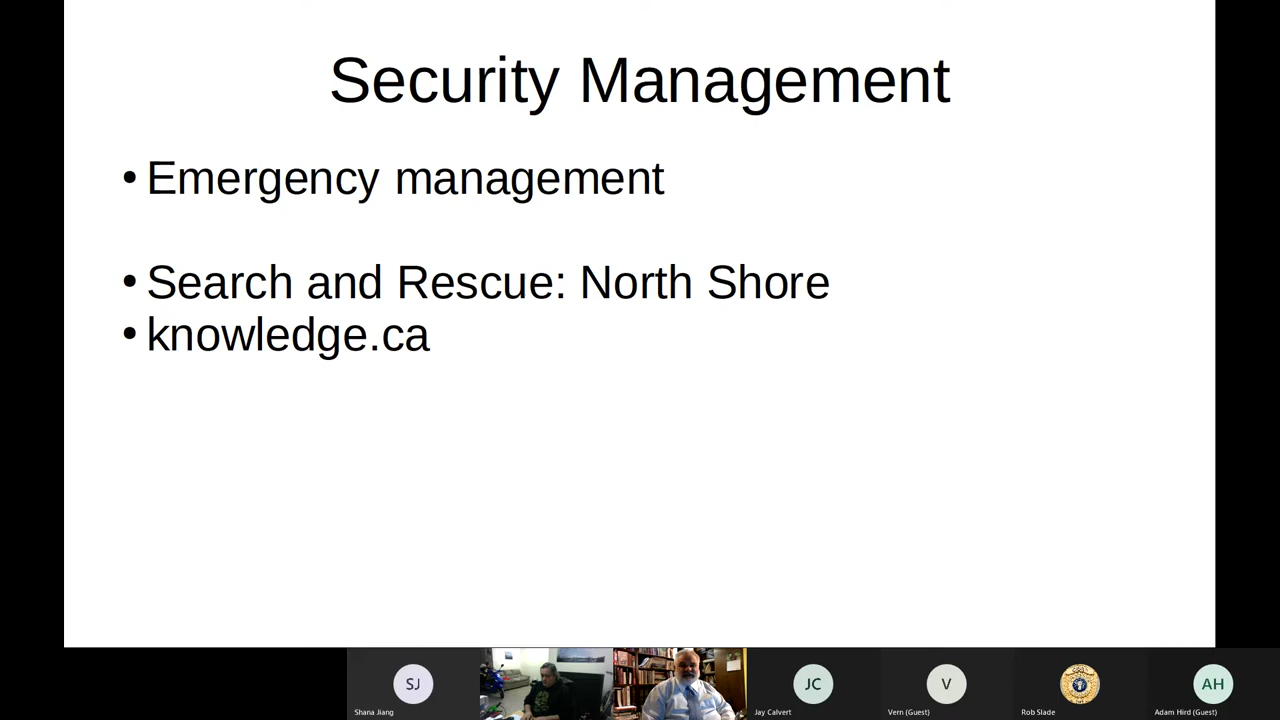 Security Management
• Emergency management
• Search and Rescue: North Shore
• knowledge.ca
SJ
JC
V
AH
Shana Jiang
Jay Calvert
Vern (Guest)
Rob Slade
Adam Hird (Guest)